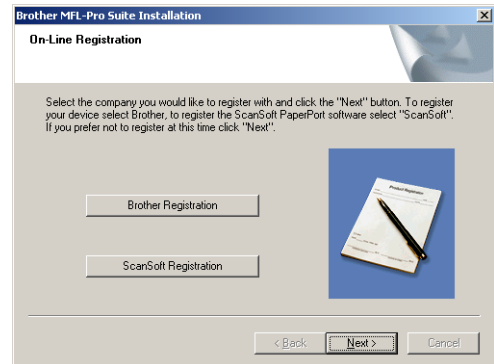 Brother MFL-Pro Suite Installation
On-Line Registration
Select the company you would like to register with and click the "Next" button. To register
your device select Brother, to register the ScanSoft PaperPort software select "ScanSoft".
If you prefer not to register at this time click "Next".
Product Registration
Brother Registration
ScanSoft Registration
< Back
Next >
Cancel